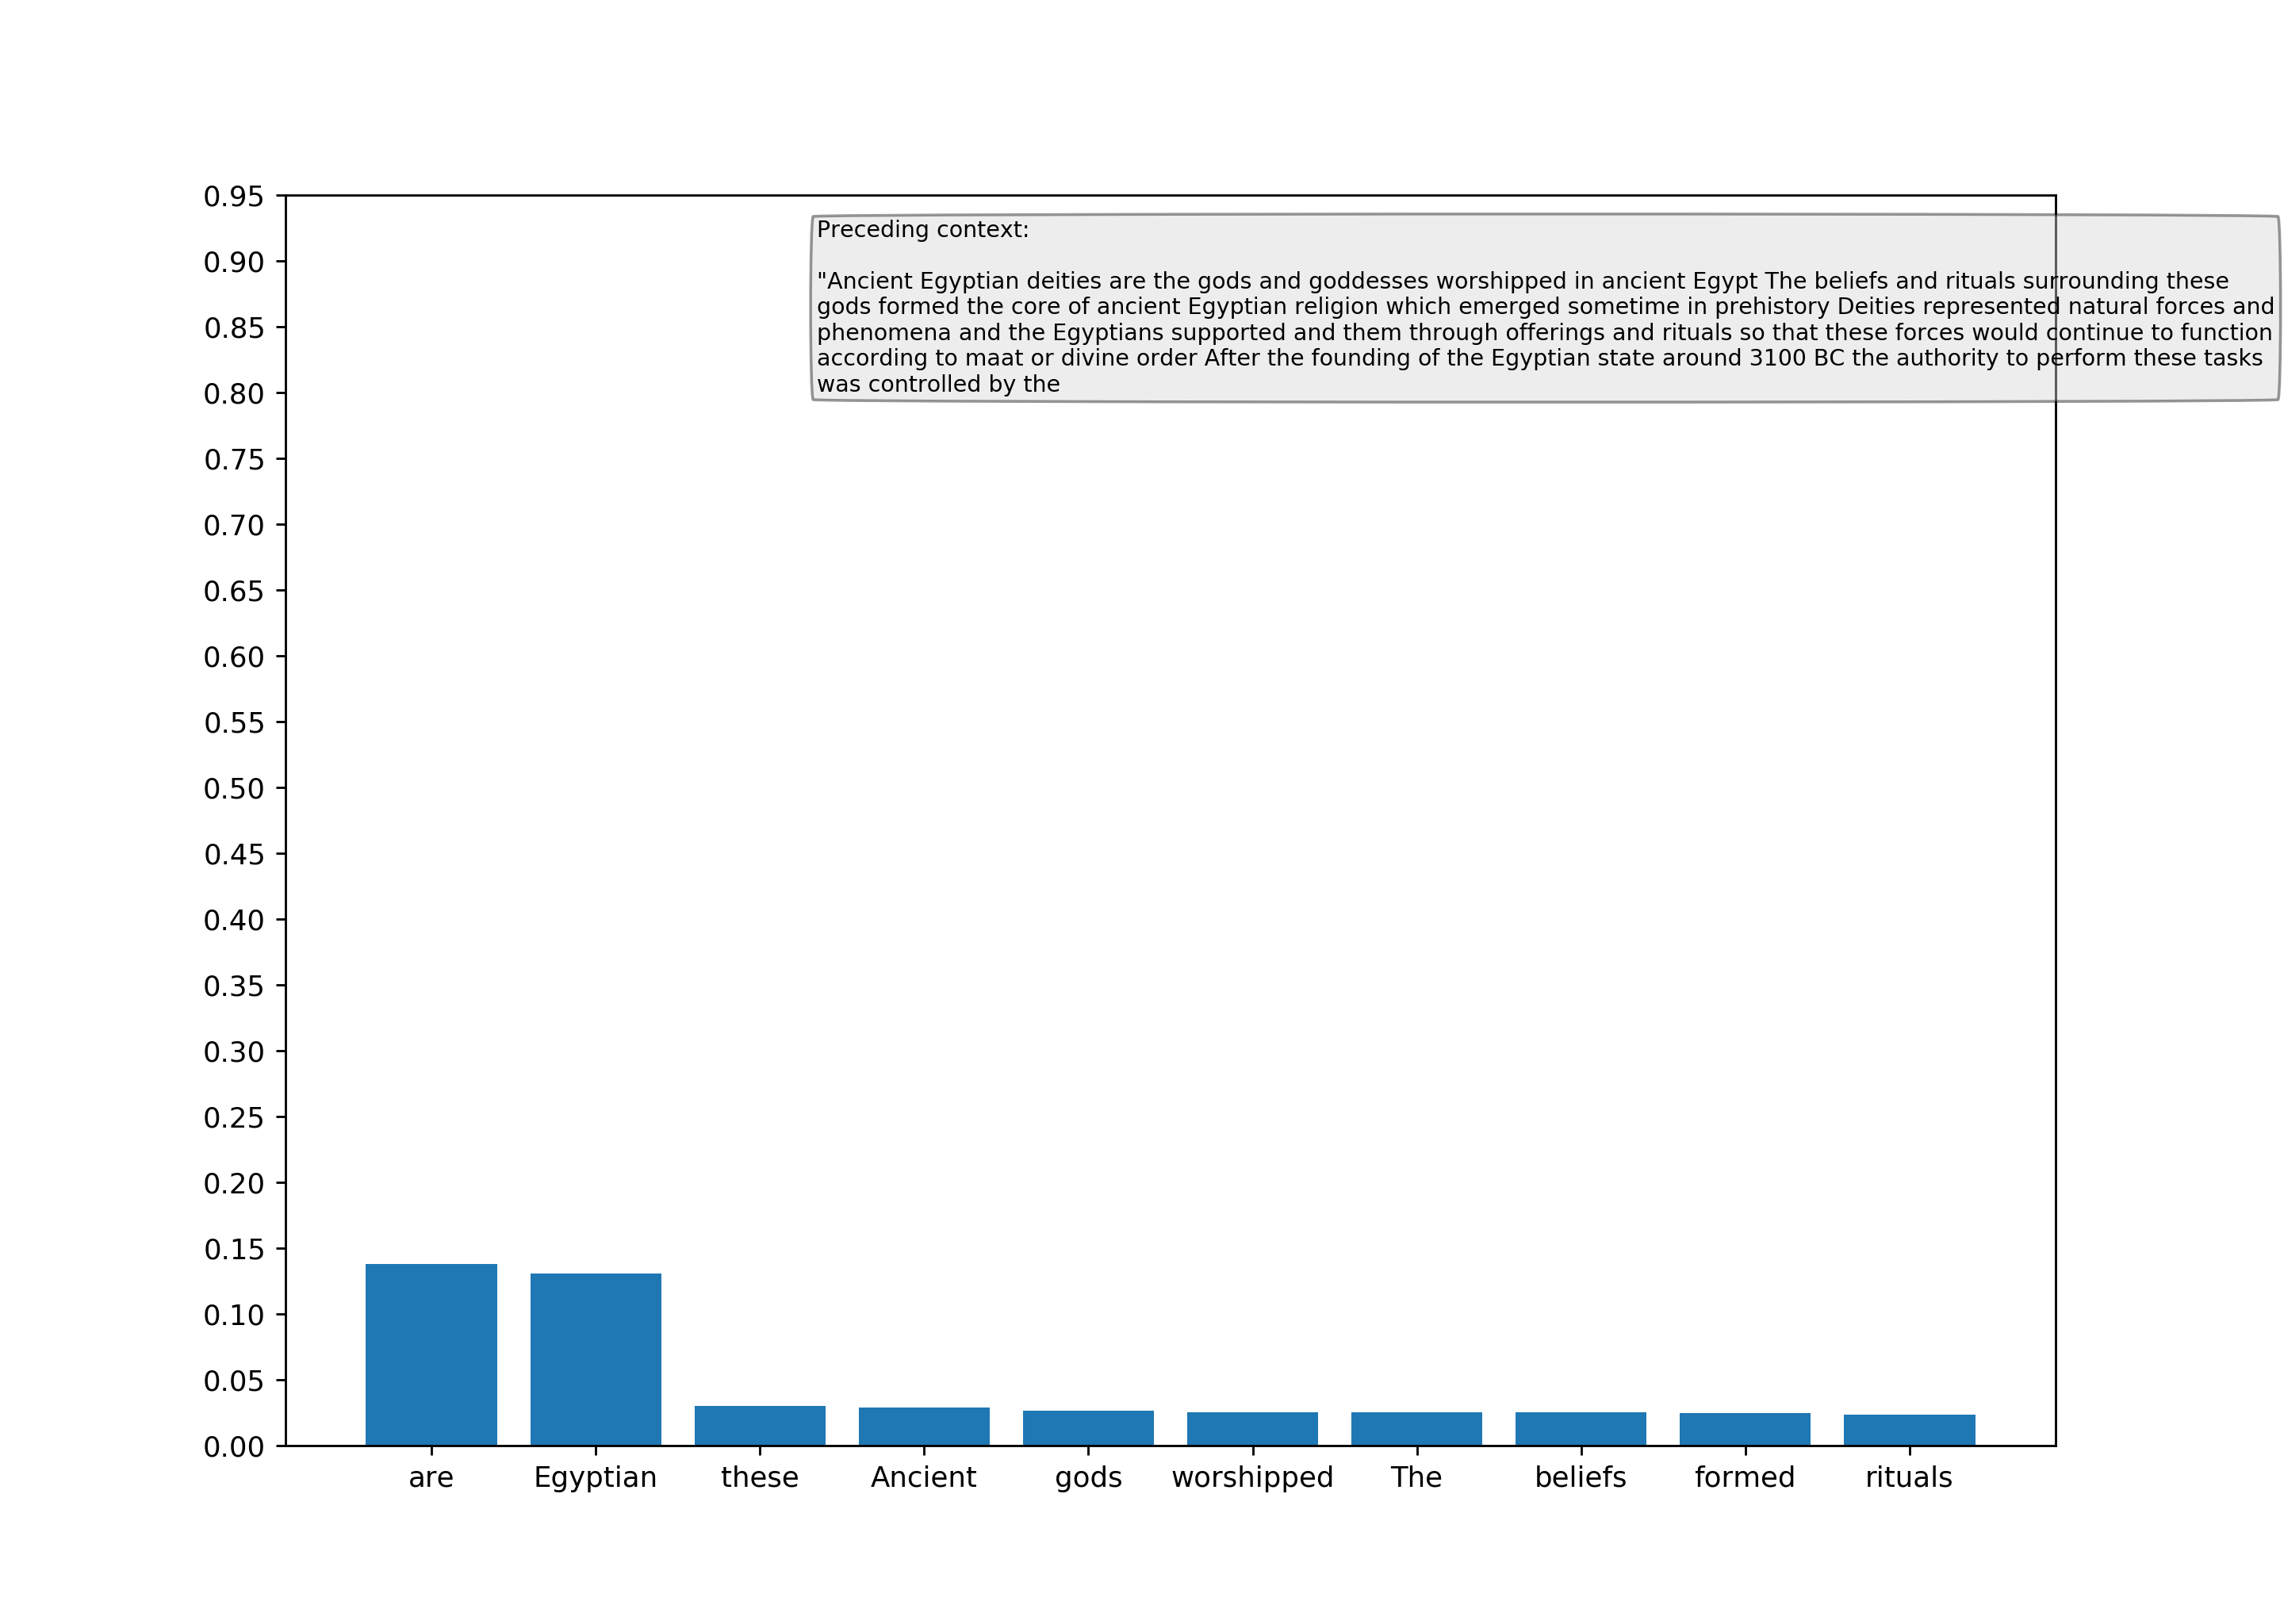 0.95
0.90
0.85
0.80
0.75
0.70
0.65
0.60
0.55
0.50
0.45
0.40
0.35
0.30
0.25
0.20
0.15
0.10
0.05
0.00
Preceding context:
"Ancient Egyptian deities are the gods and goddesses worshipped in ancient Egypt The beliefs and rituals surrounding these
gods formed the core of ancient Egyptian religion which emerged sometime in prehistory Deities represented natural forces and
phenomena and the Egyptians supported and them through offerings and rituals so that these forces would continue to function
according to maat or divine order After the founding of the Egyptian state around 3100 BC the authority to perform these tasks
was controlled by the
are Egyptian these Ancient gods worshipped The beliefs formed rituals